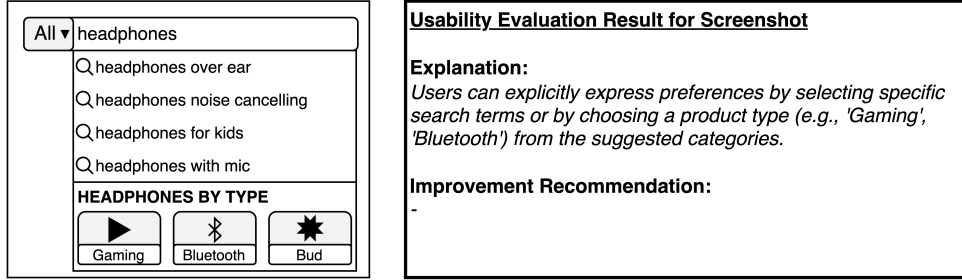 All ▾ headphones
headphones over ear
headphones noise cancelling
headphones for kids
headphones with mic
HEADPHONES BY TYPE
Gaming Bluetooth Bud
Usability Evaluation Result for Screenshot
Explanation:
Users can explicitly express preferences by selecting specific
search terms or by choosing a product type (e.g., 'Gaming',
'Bluetooth') from the suggested categories.
Improvement Recommendation:
-